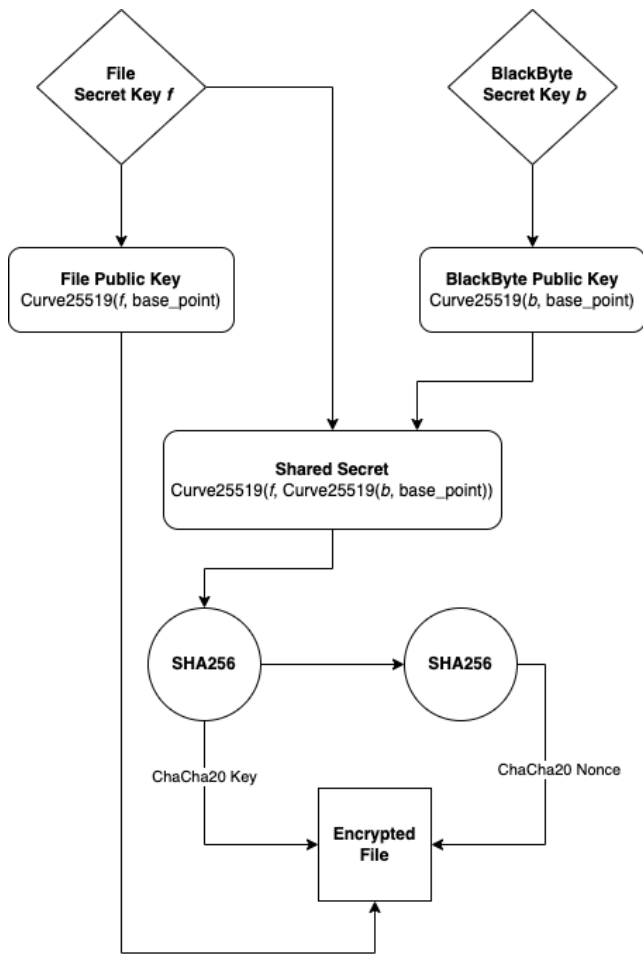 File
Secret Key f
BlackByte
Secret Key b
File Public Key
Curve25519(f, base_point)
BlackByte Public Key
Curve25519(b, base_point)
Shared Secret
Curve25519(f, Curve25519(b, base_point))
SHA256
SHA256
ChaCha20 Key
ChaCha20 Nonce
Encrypted
File